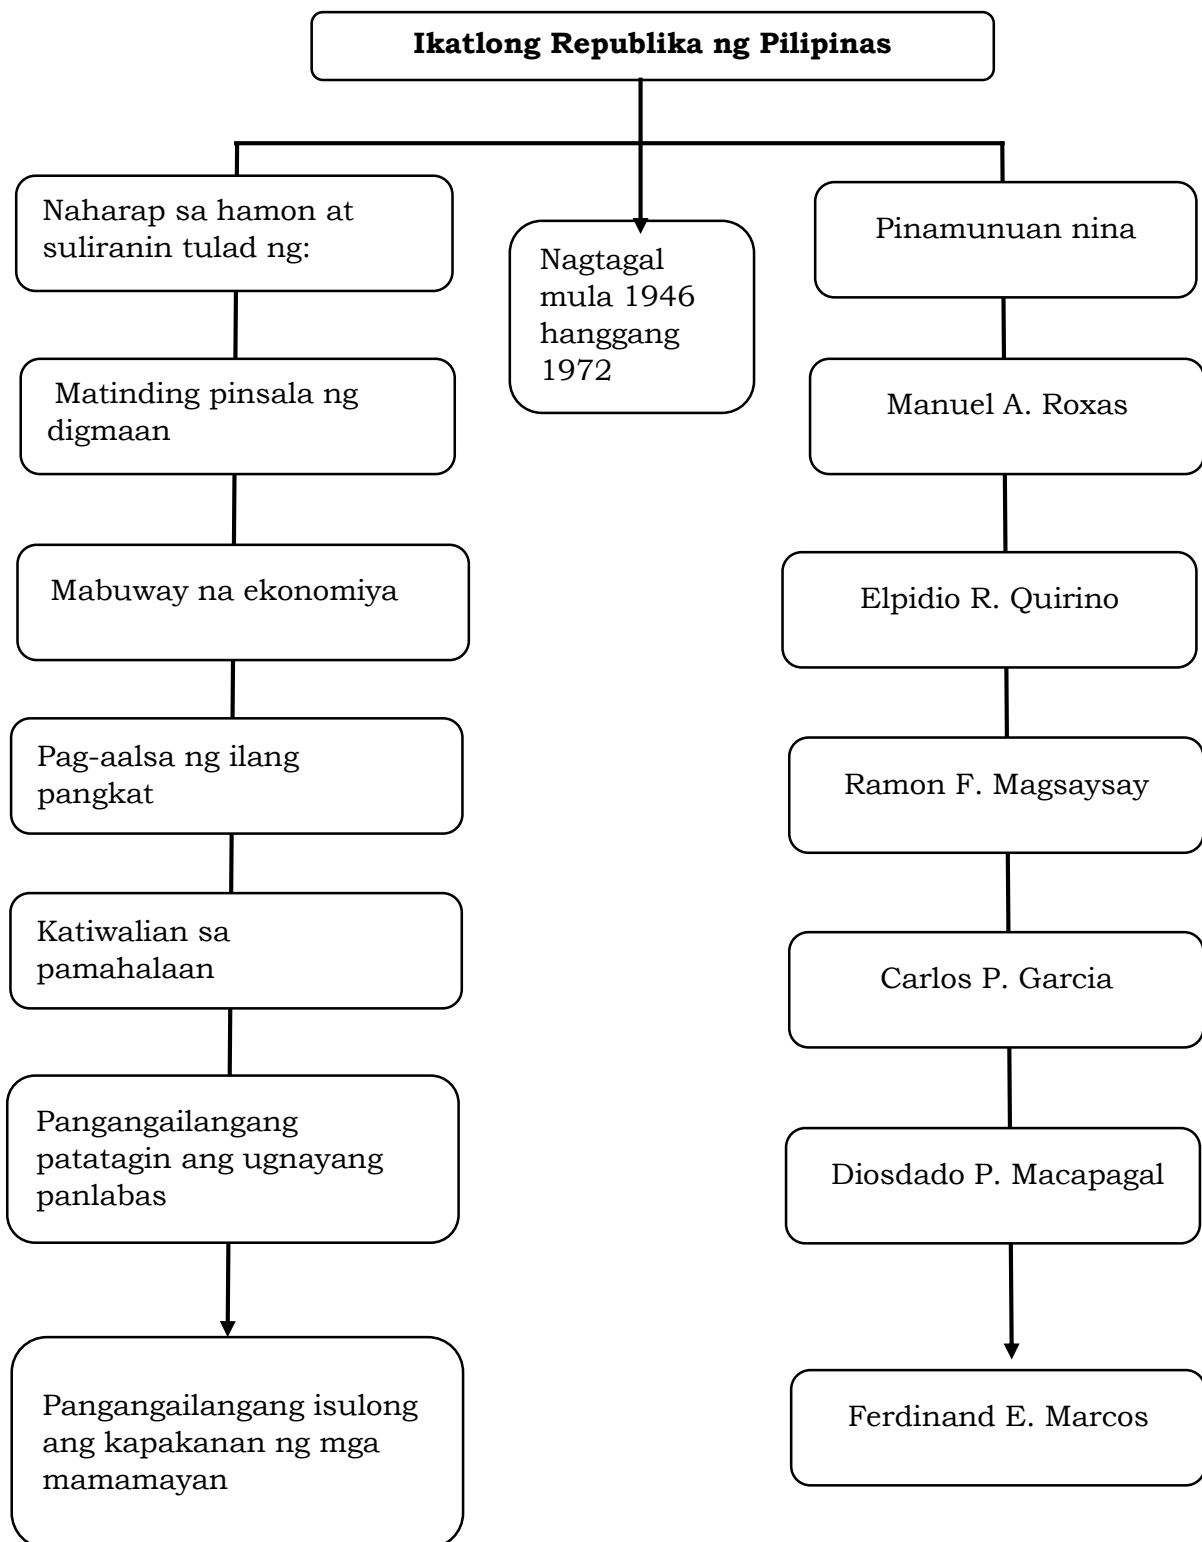 Ikatlong Republika ng Pilipinas
Naharap sa hamon at
suliranin tulad ng:
Matinding pinsala ng
digmaan
Mabuway na ekonomiya
Pag-aalsa ng ilang
pangkat
Katiwalian sa
pamahalaan
Pangangailangang
patatagin ang ugnayang
panlabas
Pangangailangang isulong
ang kapakanan ng mga
mamamayan
Nagtagal
mula 1946
hanggang
1972
Pinamunuan nina
Manuel A. Roxas
Elpidio R. Quirino
Ramon F. Magsaysay
Carlos P. Garcia
Diosdado P. Macapagal
Ferdinand E. Marcos